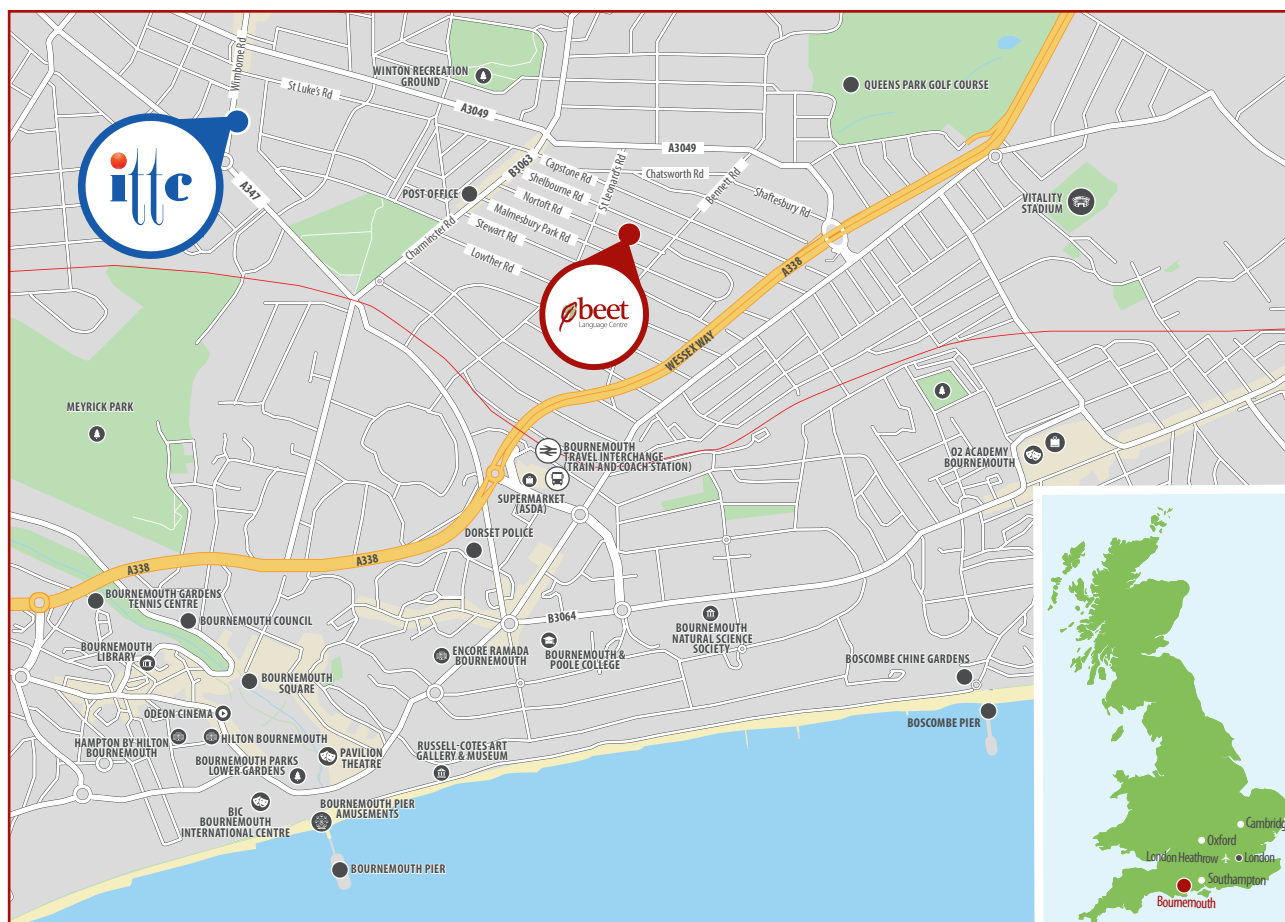 Wimborne Rd
WINTON RECREATION
GROUND
St Luke's Rd
A3049
QUEENS PARK GOLF COURSE
ittc
A347
B3063
A3049
POST OFFICE
Capstone Rd
Shelbourne Rd
Nortoft Rd
Malmesbury Park Rd
Stewart Rd
Lowther Rd
Charminster Rd
St Leonard's Rd
Chatsworth Rd
Bennett Rd
Shaftesbury Rd
VITALITY
STADIUM
beet
Language Centre
A338
WESSEX WAY
MEYRICK PARK
BOURNEMOUTH
TRAVEL INTERCHANGE
(TRAIN AND COACH STATION)
SUPERMARKET
(ASDA)
O2 ACADEMY
BOURNEMOUTH
DORSET POLICE
A338
A338
BOURNEMOUTH GARDENS
TENNIS CENTRE
BOURNEMOUTH COUNCIL
B3064
BOURNEMOUTH
LIBRARY
ENCORE RAMADA
BOURNEMOUTH
BOURNEMOUTH &
POOLE COLLEGE
BOURNEMOUTH
NATURAL SCIENCE
SOCIETY
BOSCOMBE CHINE GARDENS
BOURNEMOUTH
SQUARE
ODEON CINEMA
BOSCOMBE PIER
HAMPTON BY HILTON
BOURNEMOUTH
HILTON BOURNEMOUTH
BOURNEMOUTH PARKS
LOWER GARDENS
PAVILION
THEATRE
RUSSELL-COTES ART
GALLERY & MUSEUM
BIC
BOURNEMOUTH
INTERNATIONAL CENTRE
BOURNEMOUTH PIER
AMUSEMENTS
BOURNEMOUTH PIER
Cambridg
Oxford
London Heathrow
London
Southampton
Bournemouth